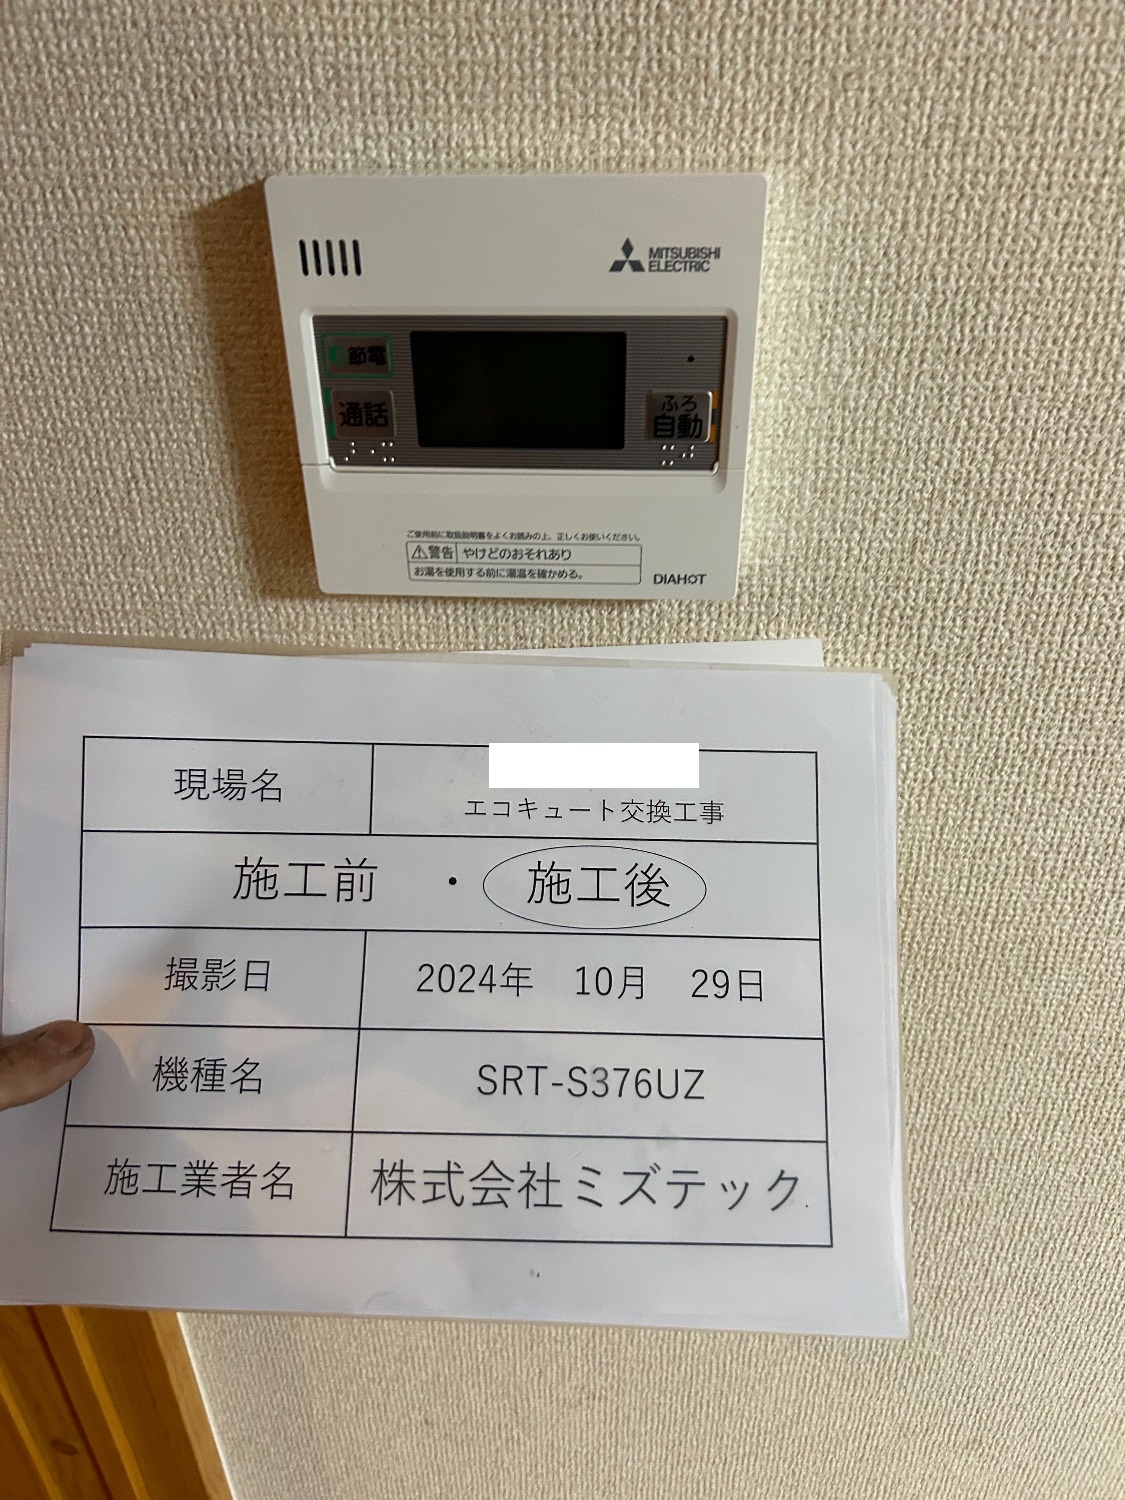 MITSUBISHI
ELECTRIC
節電
通話
ふろ
自動
ご使用前に取扱説明書をよくお読みの上、正しくお使いください。
警告 やけどのおそれあり
お湯を使用する前に湯温を確かめる。
DIAHOT
現場名
エコキュート交換工事
施工前 ・ 施工後
撮影日 2024年 10月 29日
機種名 SRT-S376UZ
施工業者名 株式会社ミズテック